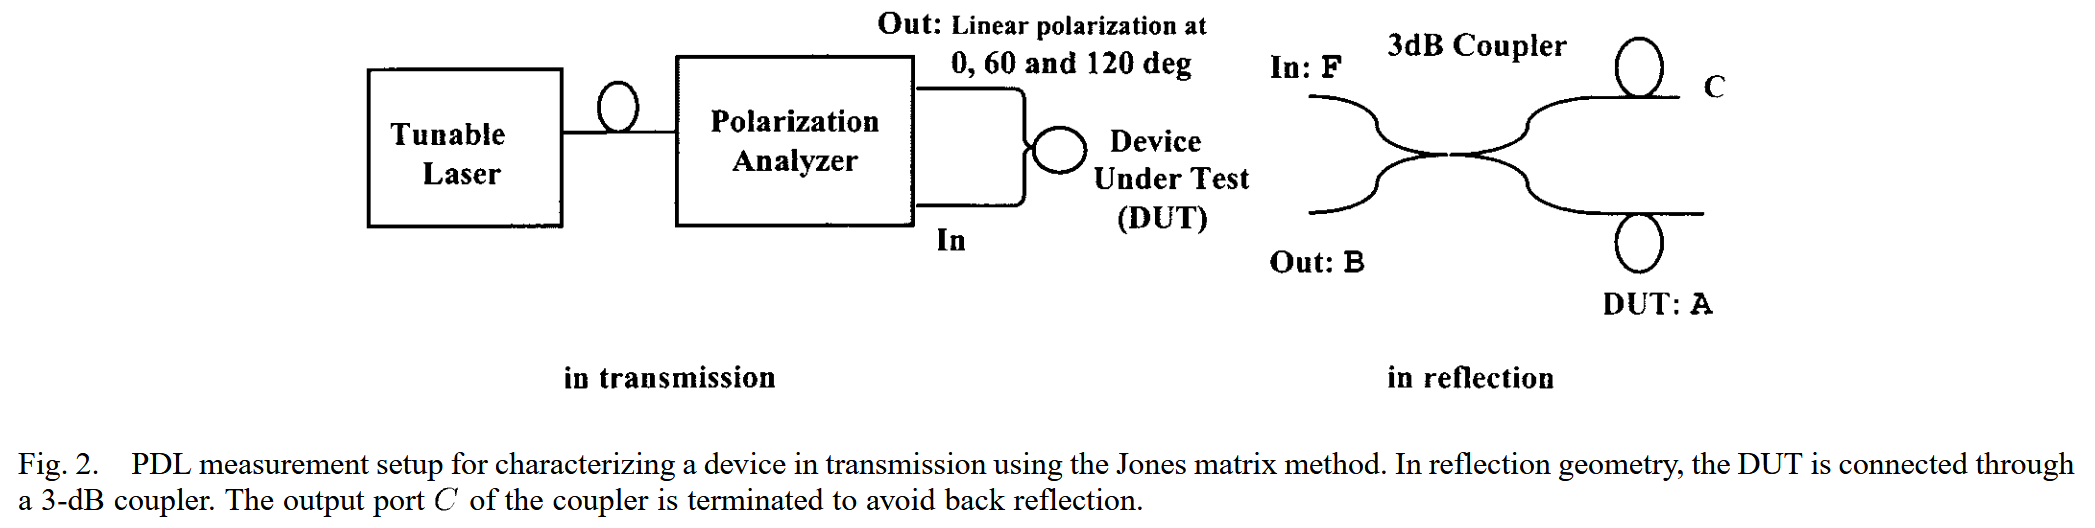 Out: Linear polarization at
0, 60 and 120 deg
Tunable
Laser
Polarization
Analyzer
Device
Under Test
(DUT)
In
in transmission
In: F
3dB Coupler
C
Out: B
DUT: A
in reflection
Fig. 2. PDL measurement setup for characterizing a device in transmission using the Jones matrix method. In reflection geometry, the DUT is connected through
a 3-dB coupler. The output port C of the coupler is terminated to avoid back reflection.